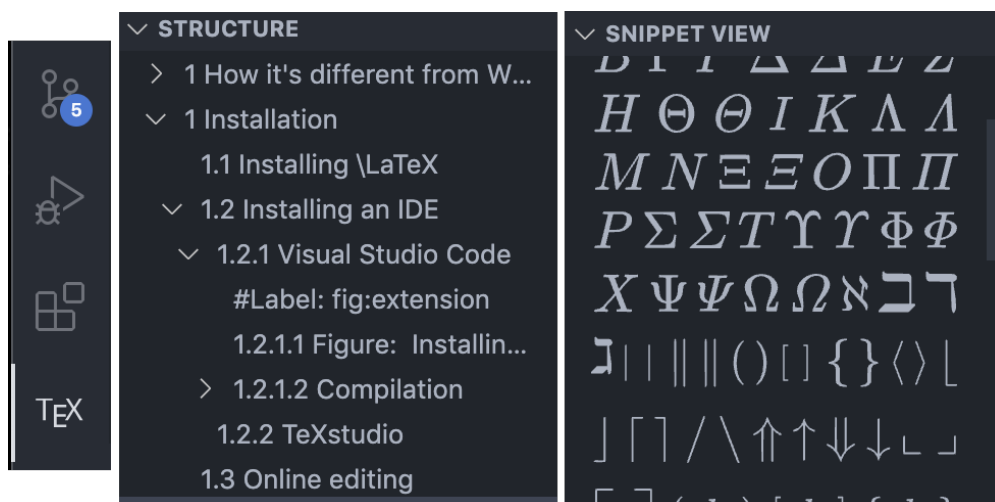 5
TEX
STRUCTURE
1 How it's different from W...
1 Installation
1.1 Installing \LaTeX
1.2 Installing an IDE
1.2.1 Visual Studio Code
#Label: fig:extension
1.2.1.1 Figure: Installin...
1.2.1.2 Compilation
1.2.2 TeXstudio
1.3 Online editing
SNIPPET VIEW
H Θ Θ I K Λ Λ
M N Ξ Ξ O Π Π
P Σ Σ T ϒ ϒ Φ Φ
X Ψ Ψ Ω Ω ℵ ℶ ℸ
ℷ | | ‖ ‖ ( ) [ ] { } ⟨ ⟩ ⌊
⌋ ⌈ ⌉ / \ ⇑ ↑ ⇓ ↓ ⌞ ⌟